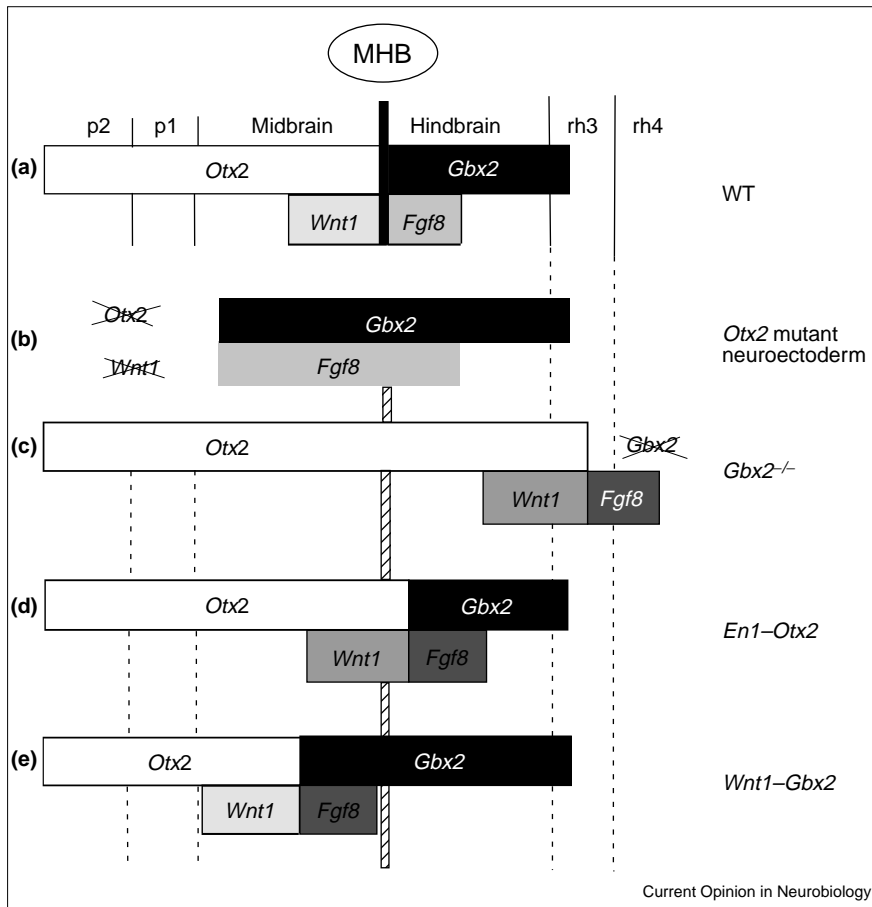 MHB
p2 p1 Midbrain Hindbrain rh3 rh4
(a) Otx2 Gbx2 WT
Wnt1 Fgf8
(b) Otx2 Gbx2 Otx2 mutant
Wnt1 Fgf8 neuroectoderm
(c) Otx2 Gbx2 Gbx2–/–
Wnt1 Fgf8
(d) Otx2 Gbx2 En1–Otx2
Wnt1 Fgf8
(e) Otx2 Gbx2 Wnt1–Gbx2
Wnt1 Fgf8
Current Opinion in Neurobiology